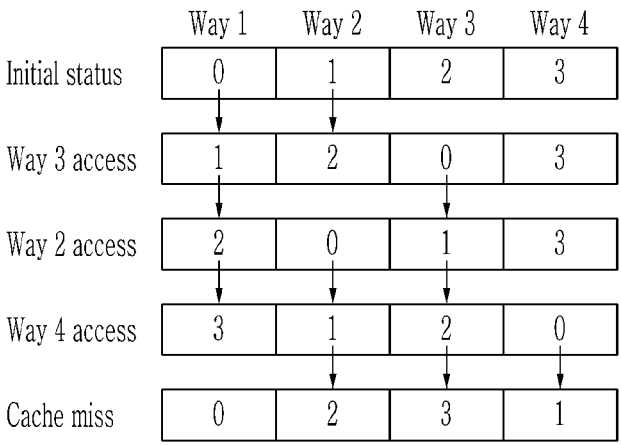 Way 1 Way 2 Way 3 Way 4
Initial status 0 1 2 3
Way 3 access 1 2 0 3
Way 2 access 2 0 1 3
Way 4 access 3 1 2 0
Cache miss 0 2 3 1